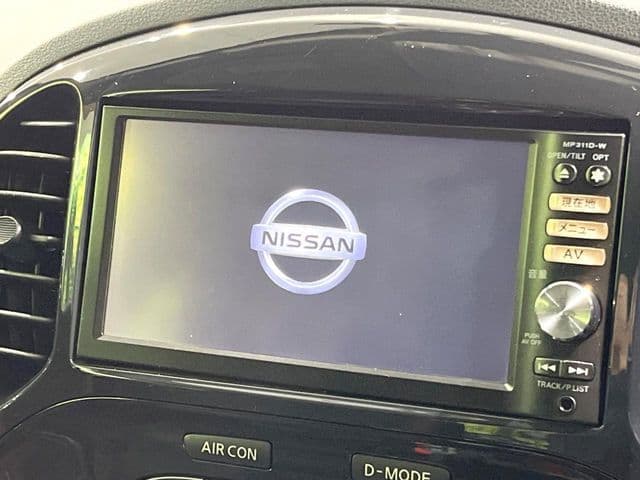 MP311D-W
OPEN/TILT OPT
現在地
メニュー
AV
音量
NISSAN
PUSH
AV OFF
TRACK/P.LIST
AIR CON
D-MODE